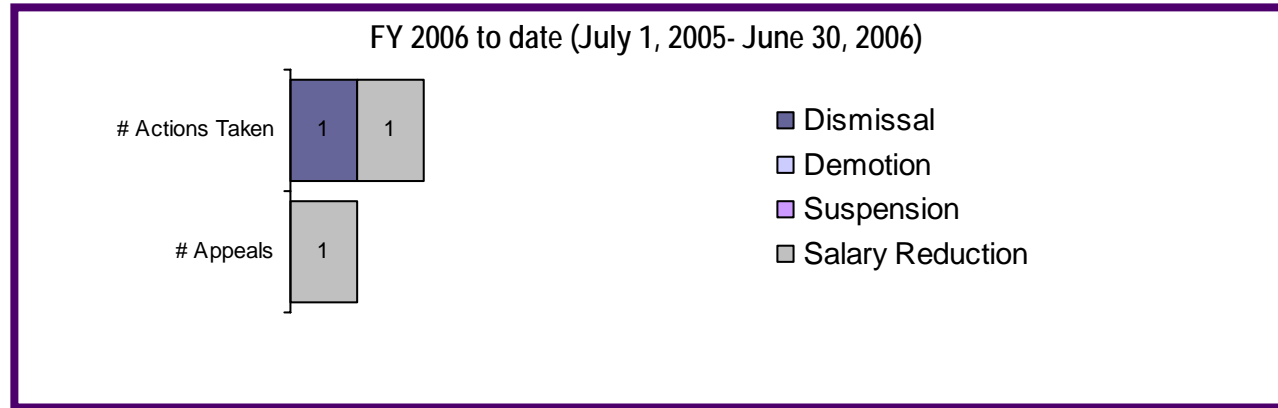 FY 2006 to date (July 1, 2005- June 30, 2006)
# Actions Taken
1 1
# Appeals
1
Dismissal
Demotion
Suspension
Salary Reduction